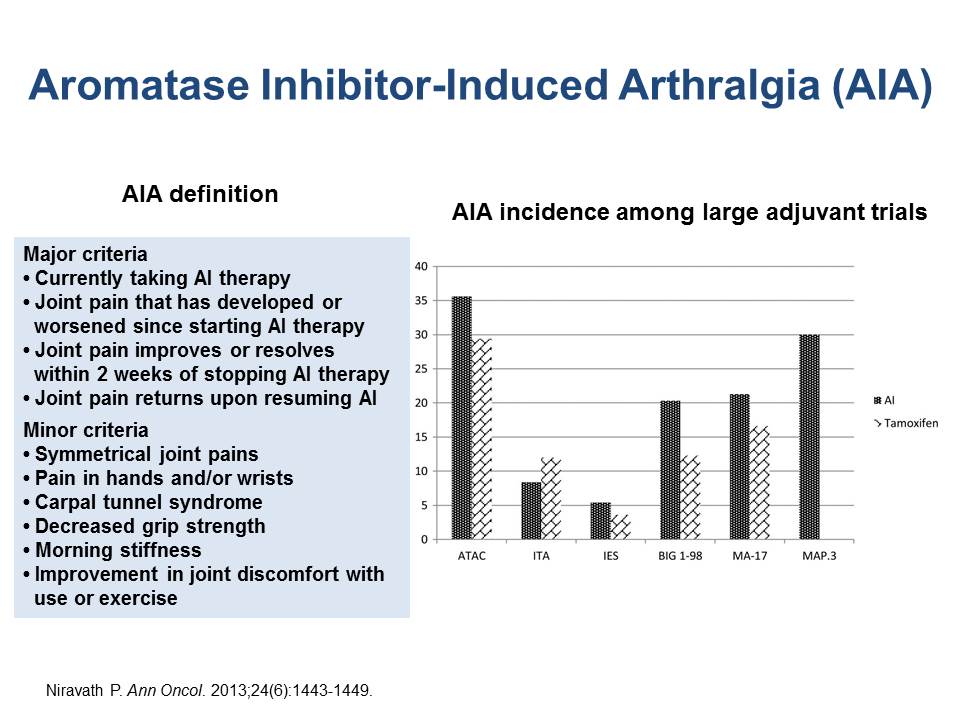 Aromatase Inhibitor-Induced Arthralgia (AIA)
AIA definition
Major criteria
• Currently taking AI therapy
• Joint pain that has developed or
worsened since starting AI therapy
• Joint pain improves or resolves
within 2 weeks of stopping AI therapy
• Joint pain returns upon resuming AI
Minor criteria
• Symmetrical joint pains
• Pain in hands and/or wrists
• Carpal tunnel syndrome
• Decreased grip strength
• Morning stiffness
• Improvement in joint discomfort with
use or exercise
AIA incidence among large adjuvant trials
40
35
30
25
20
15
10
5
0
ATAC ITA IES BIG 1-98 MA-17 MAP.3
AI
Tamoxifen
Niravath P. Ann Oncol. 2013;24(6):1443-1449.